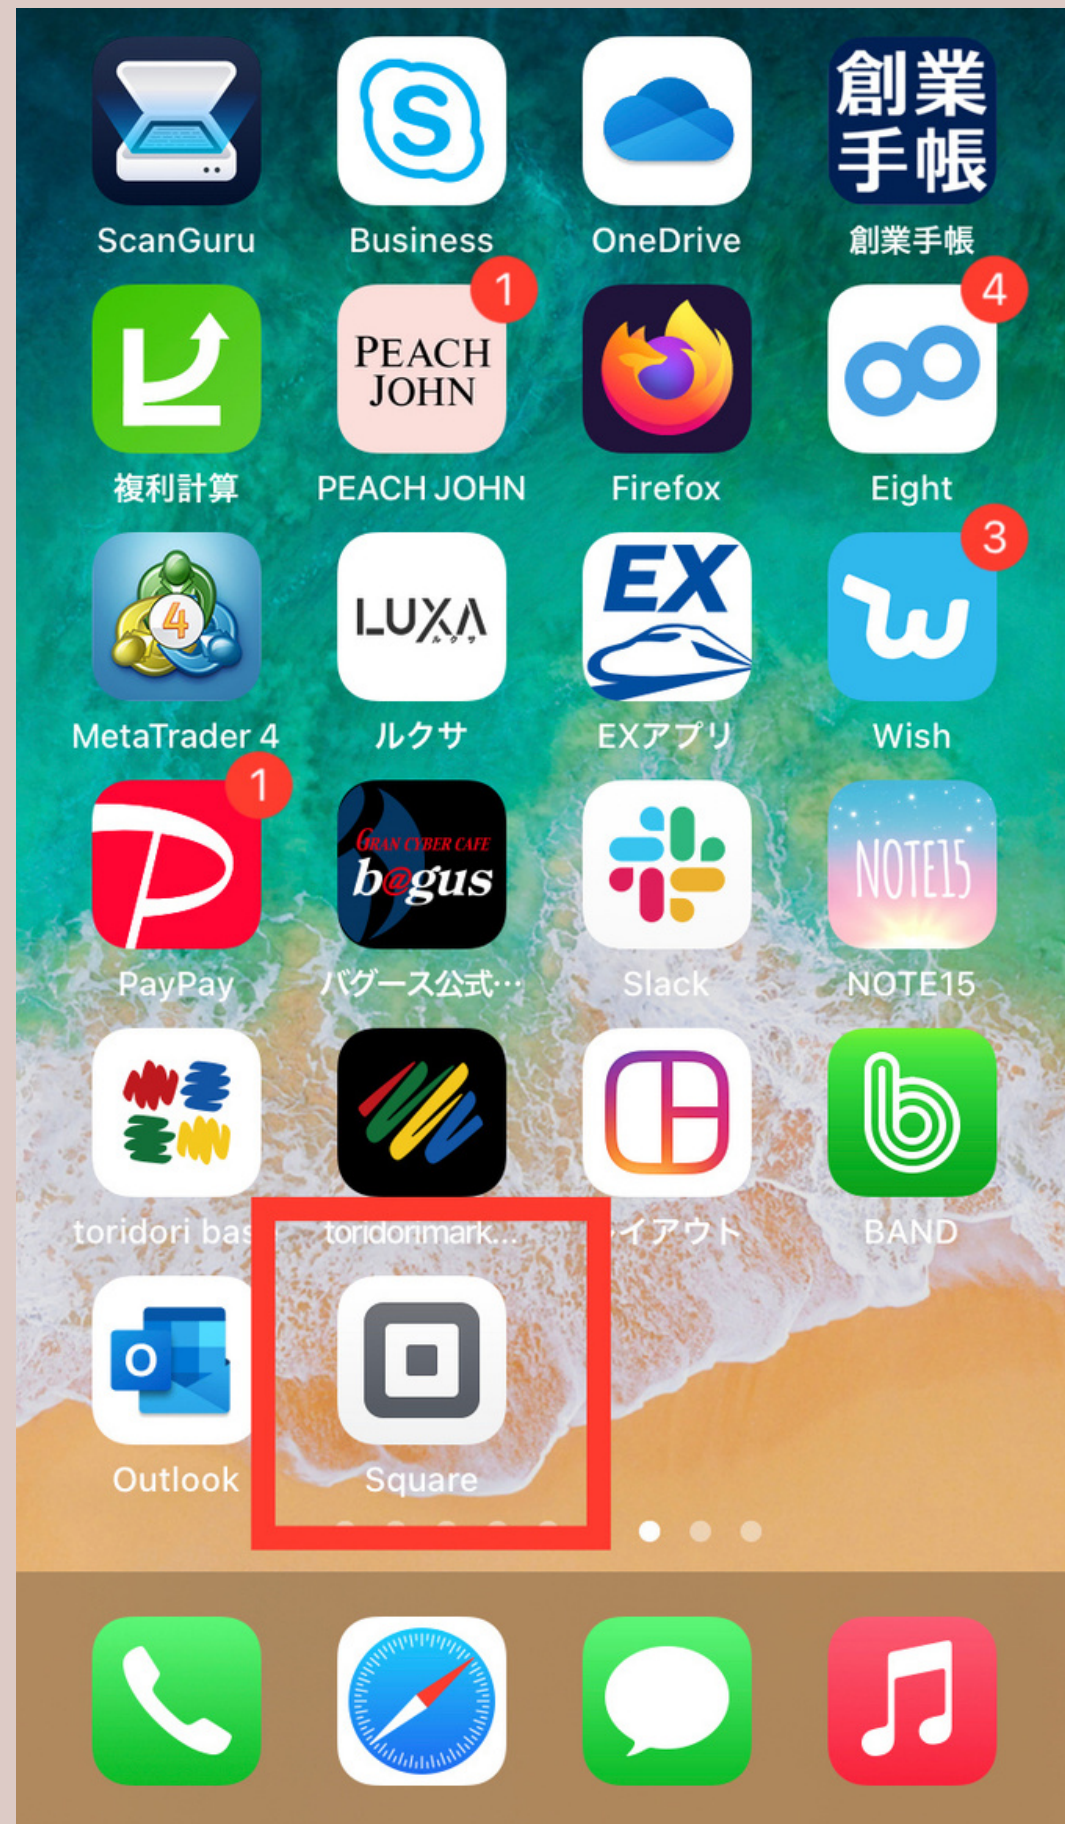 創業
手帳
ScanGuru
Business
OneDrive
創業手帳
1
4
PEACH
JOHN
複利計算
PEACH JOHN
Firefox
Eight
3
4
LUXA
ルクサ
EX
MetaTrader 4
ルクサ
EXアプリ
Wish
1
GRAN CYBER CAFE
b@gus
NOTE15
PayPay
バグース公式…
Slack
NOTE15
toridori bas
toridorimark...
イアウト
BAND
O
Outlook
Square